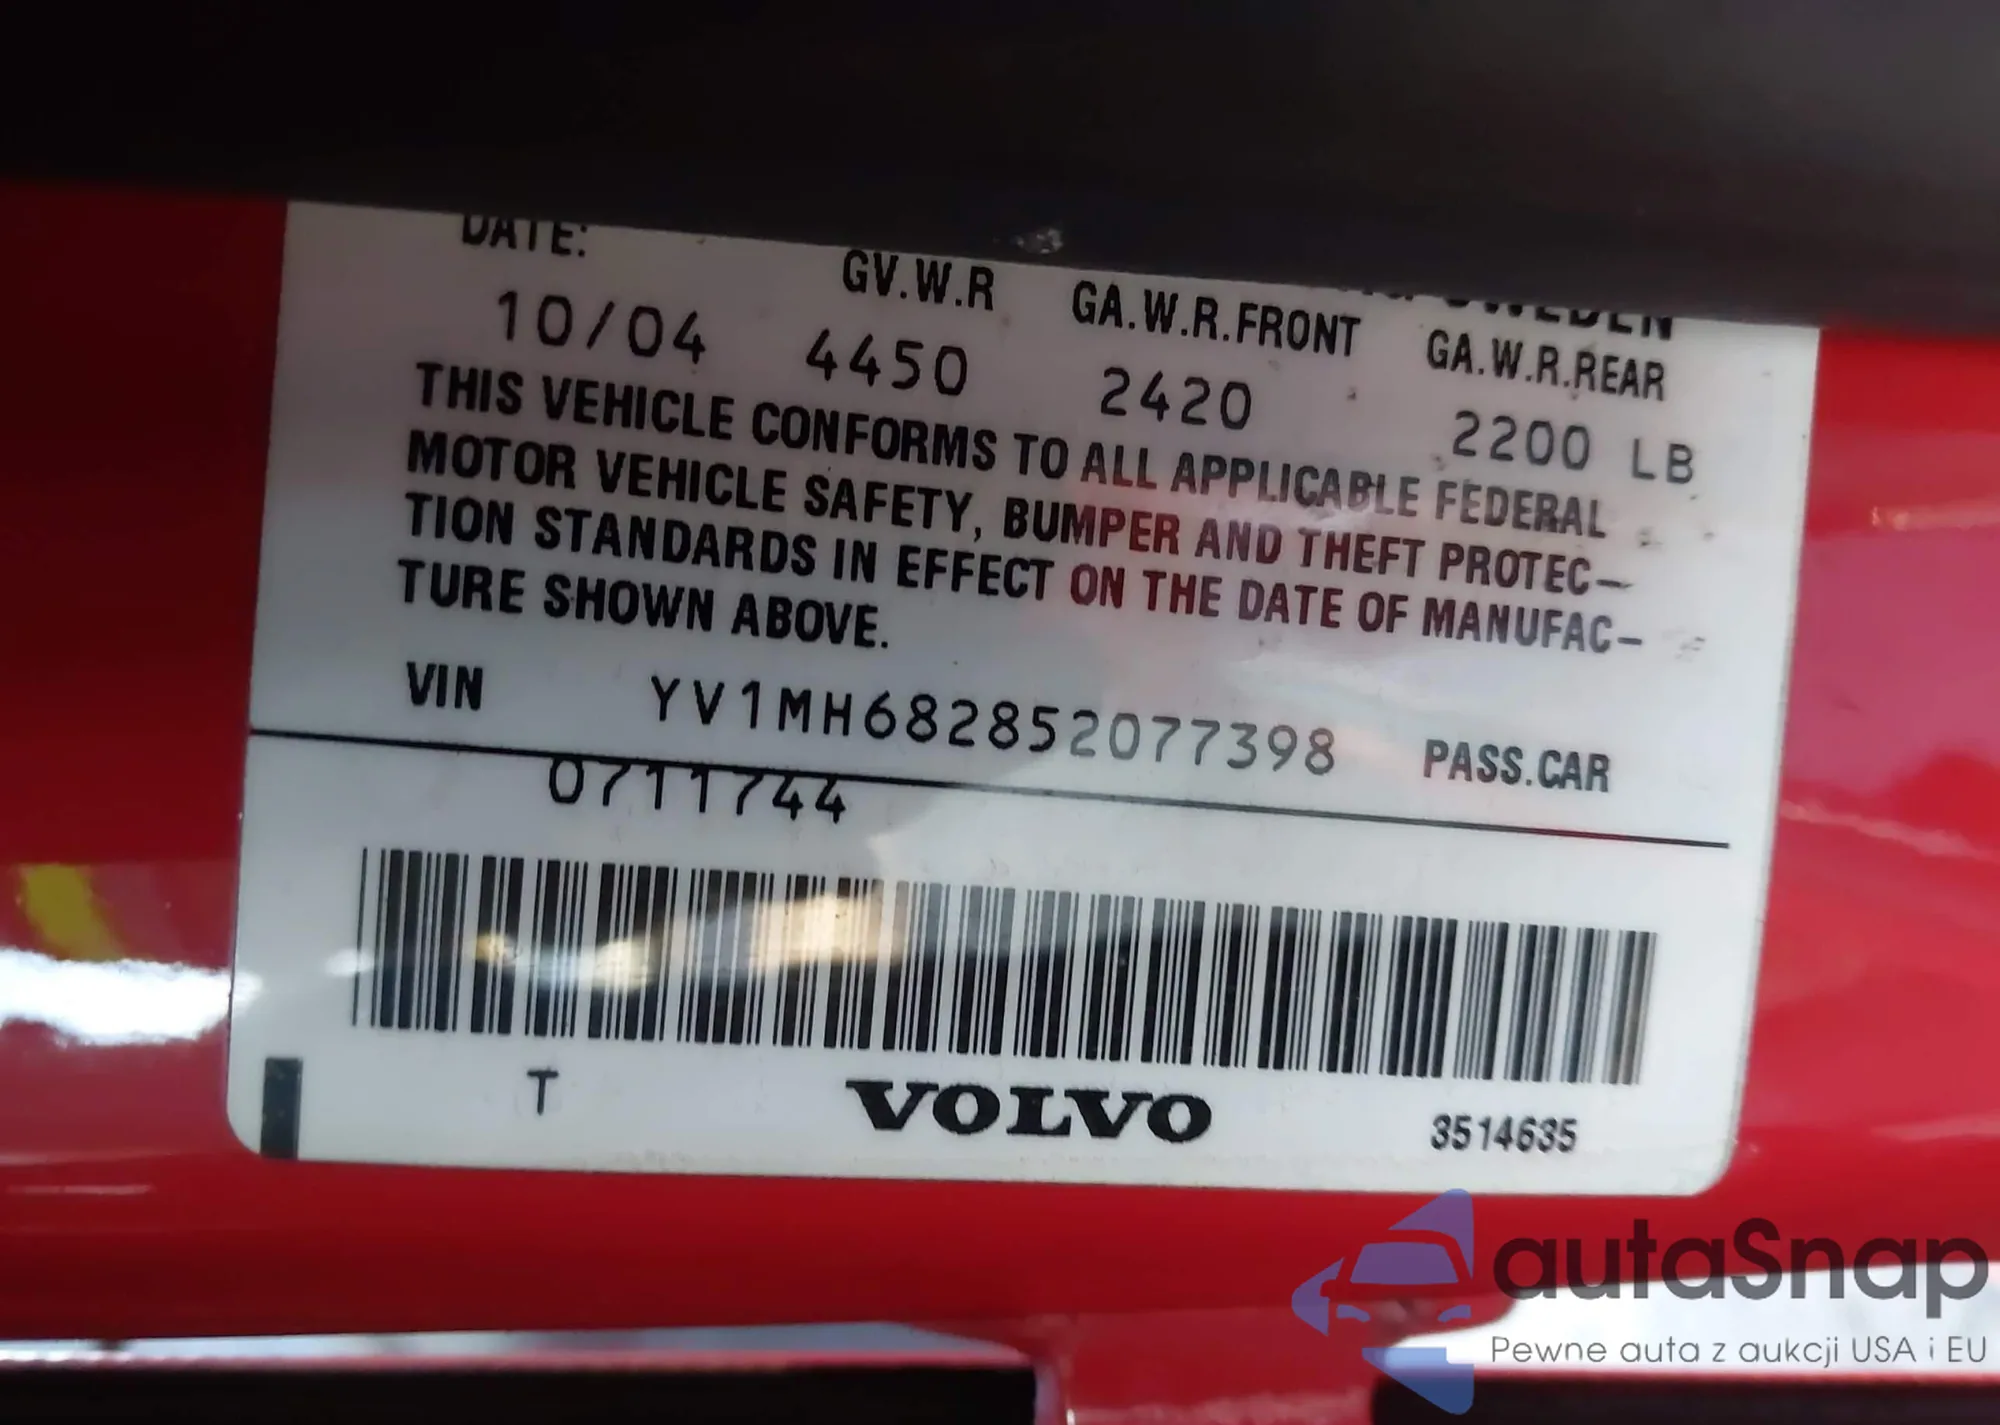 DATE:
GV.W.R GA.W.R.FRONT GA.W.R.REAR
10/04 4450 2420 2200 LB
THIS VEHICLE CONFORMS TO ALL APPLICABLE FEDERAL
MOTOR VEHICLE SAFETY, BUMPER AND THEFT PROTEC-
TION STANDARDS IN EFFECT ON THE DATE OF MANUFAC-
TURE SHOWN ABOVE.
VIN YV1MH682852077398 PASS.CAR
0711744
T VOLVO 3514635
autaSnap
Pewne auta z aukcji USA i EU